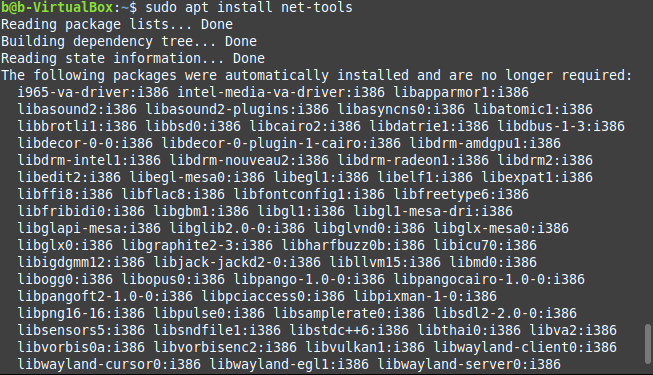 b@b-VirtualBox:~$ sudo apt install net-tools
Reading package lists... Done
Building dependency tree... Done
Reading state information... Done
The following packages were automatically installed and are no longer required:
  i965-va-driver:i386 intel-media-va-driver:i386 libapparmor1:i386
  libasound2:i386 libasound2-plugins:i386 libasyncns0:i386 libatomic1:i386
  libbrotli1:i386 libbsd0:i386 libcairo2:i386 libdatrie1:i386 libdbus-1-3:i386
  libdecor-0-0:i386 libdecor-0-plugin-1-cairo:i386 libdrm-amdgpu1:i386
  libdrm-intel1:i386 libdrm-nouveau2:i386 libdrm-radeon1:i386 libdrm2:i386
  libedit2:i386 libegl-mesa0:i386 libegl1:i386 libelf1:i386 libexpat1:i386
  libffi8:i386 libflac8:i386 libfontconfig1:i386 libfreetype6:i386
  libfribidi0:i386 libgbm1:i386 libgl1:i386 libgl1-mesa-dri:i386
  libglapi-mesa:i386 libglib2.0-0:i386 libglvnd0:i386 libglx-mesa0:i386
  libglx0:i386 libgraphite2-3:i386 libharfbuzz0b:i386 libicu70:i386
  libigdgmm12:i386 libjack-jackd2-0:i386 libllvm15:i386 libmd0:i386
  libogg0:i386 libopus0:i386 libpango-1.0-0:i386 libpangocairo-1.0-0:i386
  libpangoft2-1.0-0:i386 libpciaccess0:i386 libpixman-1-0:i386
  libpng16-16:i386 libpulse0:i386 libsamplerate0:i386 libsdl2-2.0-0:i386
  libsensors5:i386 libsndfile1:i386 libstdc++6:i386 libthai0:i386 libva2:i386
  libvorbis0a:i386 libvorbisenc2:i386 libvulkan1:i386 libwayland-client0:i386
  libwayland-cursor0:i386 libwayland-egl1:i386 libwayland-server0:i386